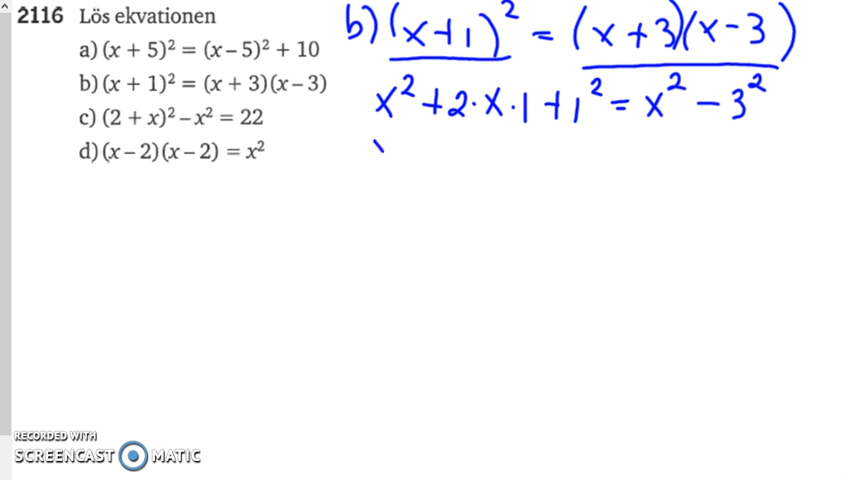 2116 Lös ekvationen
a) (x + 5)² = (x – 5)² + 10
b) (x + 1)² = (x + 3)(x – 3)
c) (2 + x)² – x² = 22
d) (x – 2)(x – 2) = x²
b) (x+1)² = (x+3)(x-3)
x² + 2·x·1 + 1² = x² - 3²
RECORDED WITH
SCREENCAST MATIC